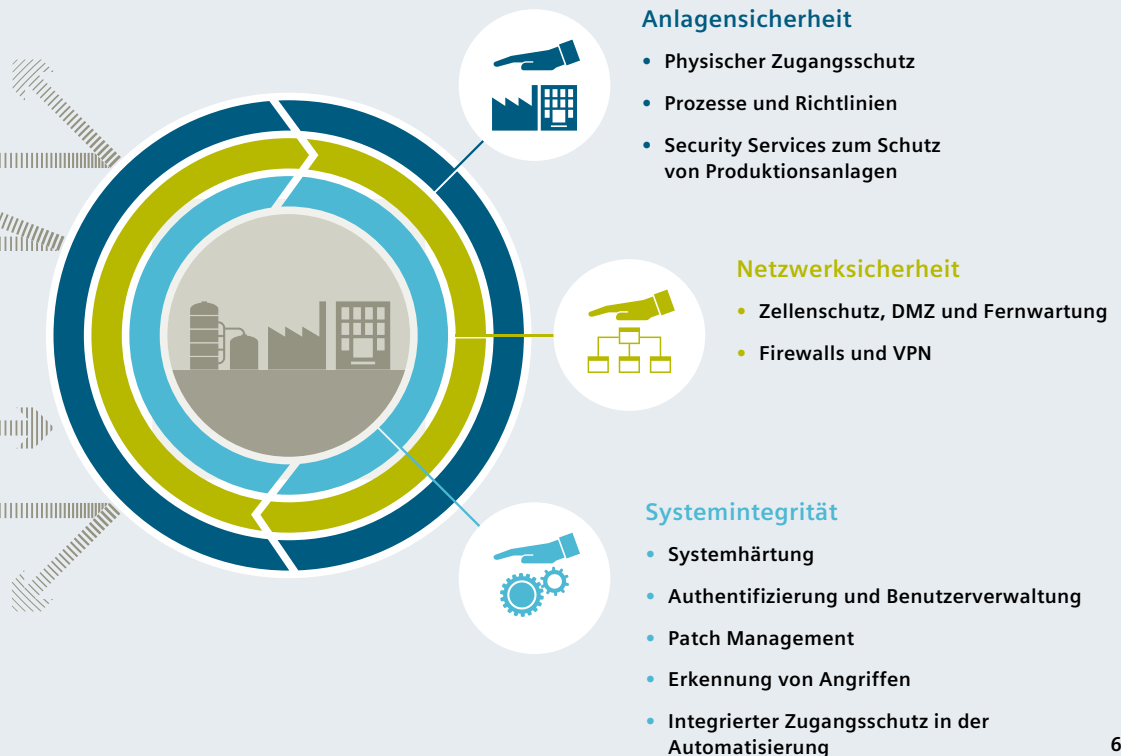 Anlagensicherheit
• Physischer Zugangsschutz
• Prozesse und Richtlinien
• Security Services zum Schutz
von Produktionsanlagen
Netzwerksicherheit
• Zellenschutz, DMZ und Fernwartung
• Firewalls und VPN
Systemintegrität
• Systemhärtung
• Authentifizierung und Benutzerverwaltung
• Patch Management
• Erkennung von Angriffen
• Integrierter Zugangsschutz in der
Automatisierung
6